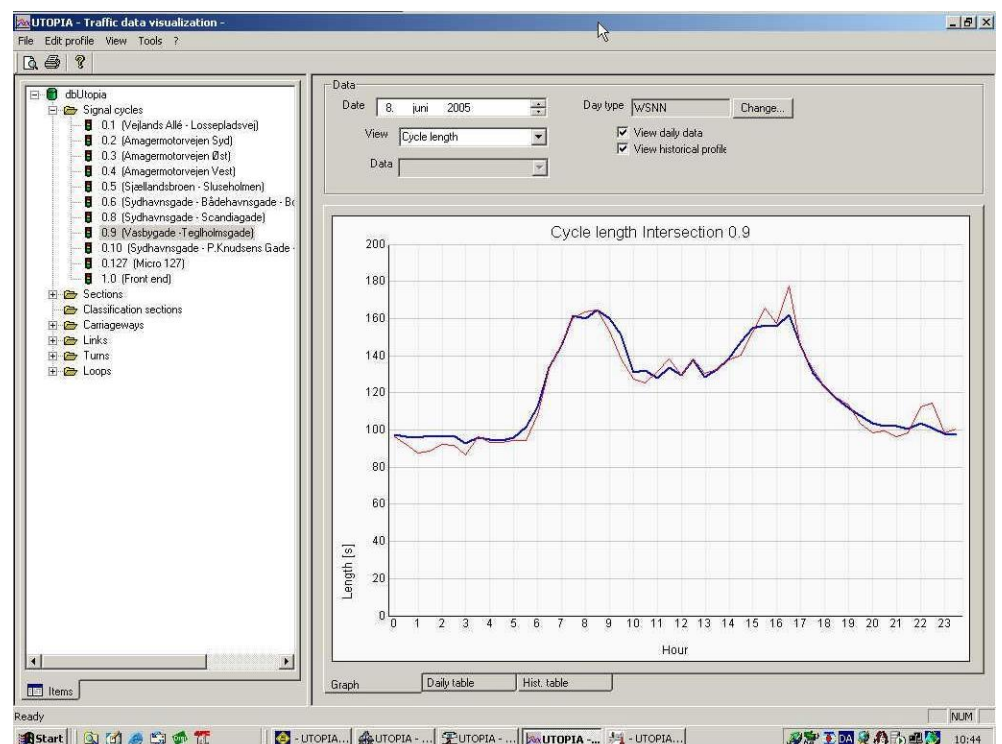 UTOPIA - Traffic data visualization -
File Edit profile View Tools ?
dbUtopia
Signal cycles
0.1 (Vejlands Allé - Lossepladsvej)
0.2 (Amagermotorvejen Syd)
0.3 (Amagermotorvejen Øst)
0.4 (Amagermotorvejen Vest)
0.5 (Sjællandsbroen - Sluseholmen)
0.6 (Sydhavnsgade - Bådehavnsgade - Bo
0.8 (Sydhavnsgade - Scandiagade)
0.9 (Vasbygade -Teglholmsgade)
0.10 (Sydhavnsgade - P.Knudsens Gade -
0.127 (Micro 127)
1.0 (Front end)
Sections
Classification sections
Carriageways
Links
Turns
Loops
Items
Data
Date 8. juni 2005
Day type WSNN Change...
View Cycle length
View daily data
View historical profile
Data
Cycle length Intersection 0.9
200
180
160
140
120
100
80
60
40
20
0
Length [s]
0 1 2 3 4 5 6 7 8 9 10 11 12 13 14 15 16 17 18 19 20 21 22 23
Hour
Graph Daily table Hist. table
Ready NUM
Start - UTOPIA... UTOPIA - ... UTOPIA - ... UTOPIA -... - UTOPIA... DA 10:44